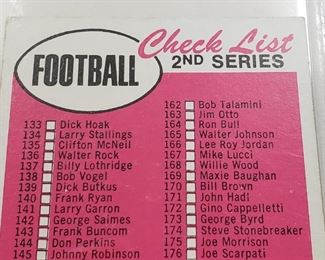 FOOTBALL
Check List
2ND SERIES
133 Dick Hoak
134 Larry Stallings
135 Clifton McNeil
136 Walter Rock
137 Billy Lothridge
138 Bob Vogel
139 Dick Butkus
140 Frank Ryan
141 Larry Garron
142 George Saimes
143 Frank Buncom
144 Don Perkins
145 Johnny Robinson
162 Bob Talamini
163 Jim Otto
164 Ron Bull
165 Walter Johnson
166 Lee Roy Jordan
167 Mike Lucci
168 Willie Wood
169 Maxie Baughan
170 Bill Brown
171 John Hadl
172 Gino Cappelletti
173 George Byrd
174 Steve Stonebreaker
175 Joe Morrison
176 Joe Scarpati